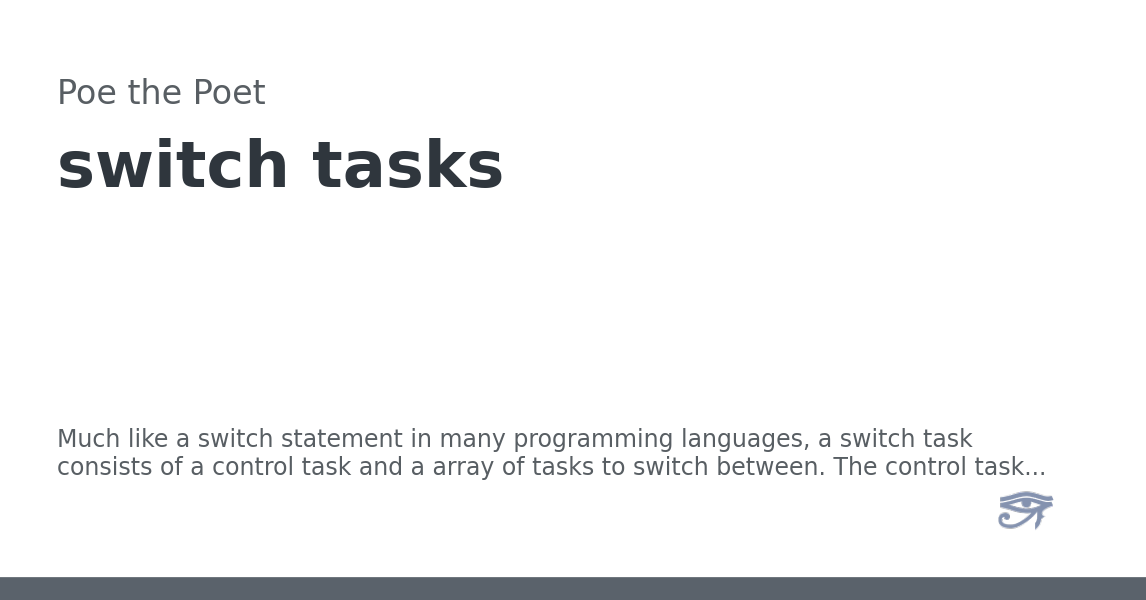 Poe the Poet
switch tasks
Much like a switch statement in many programming languages, a switch task
consists of a control task and a array of tasks to switch between. The control task...